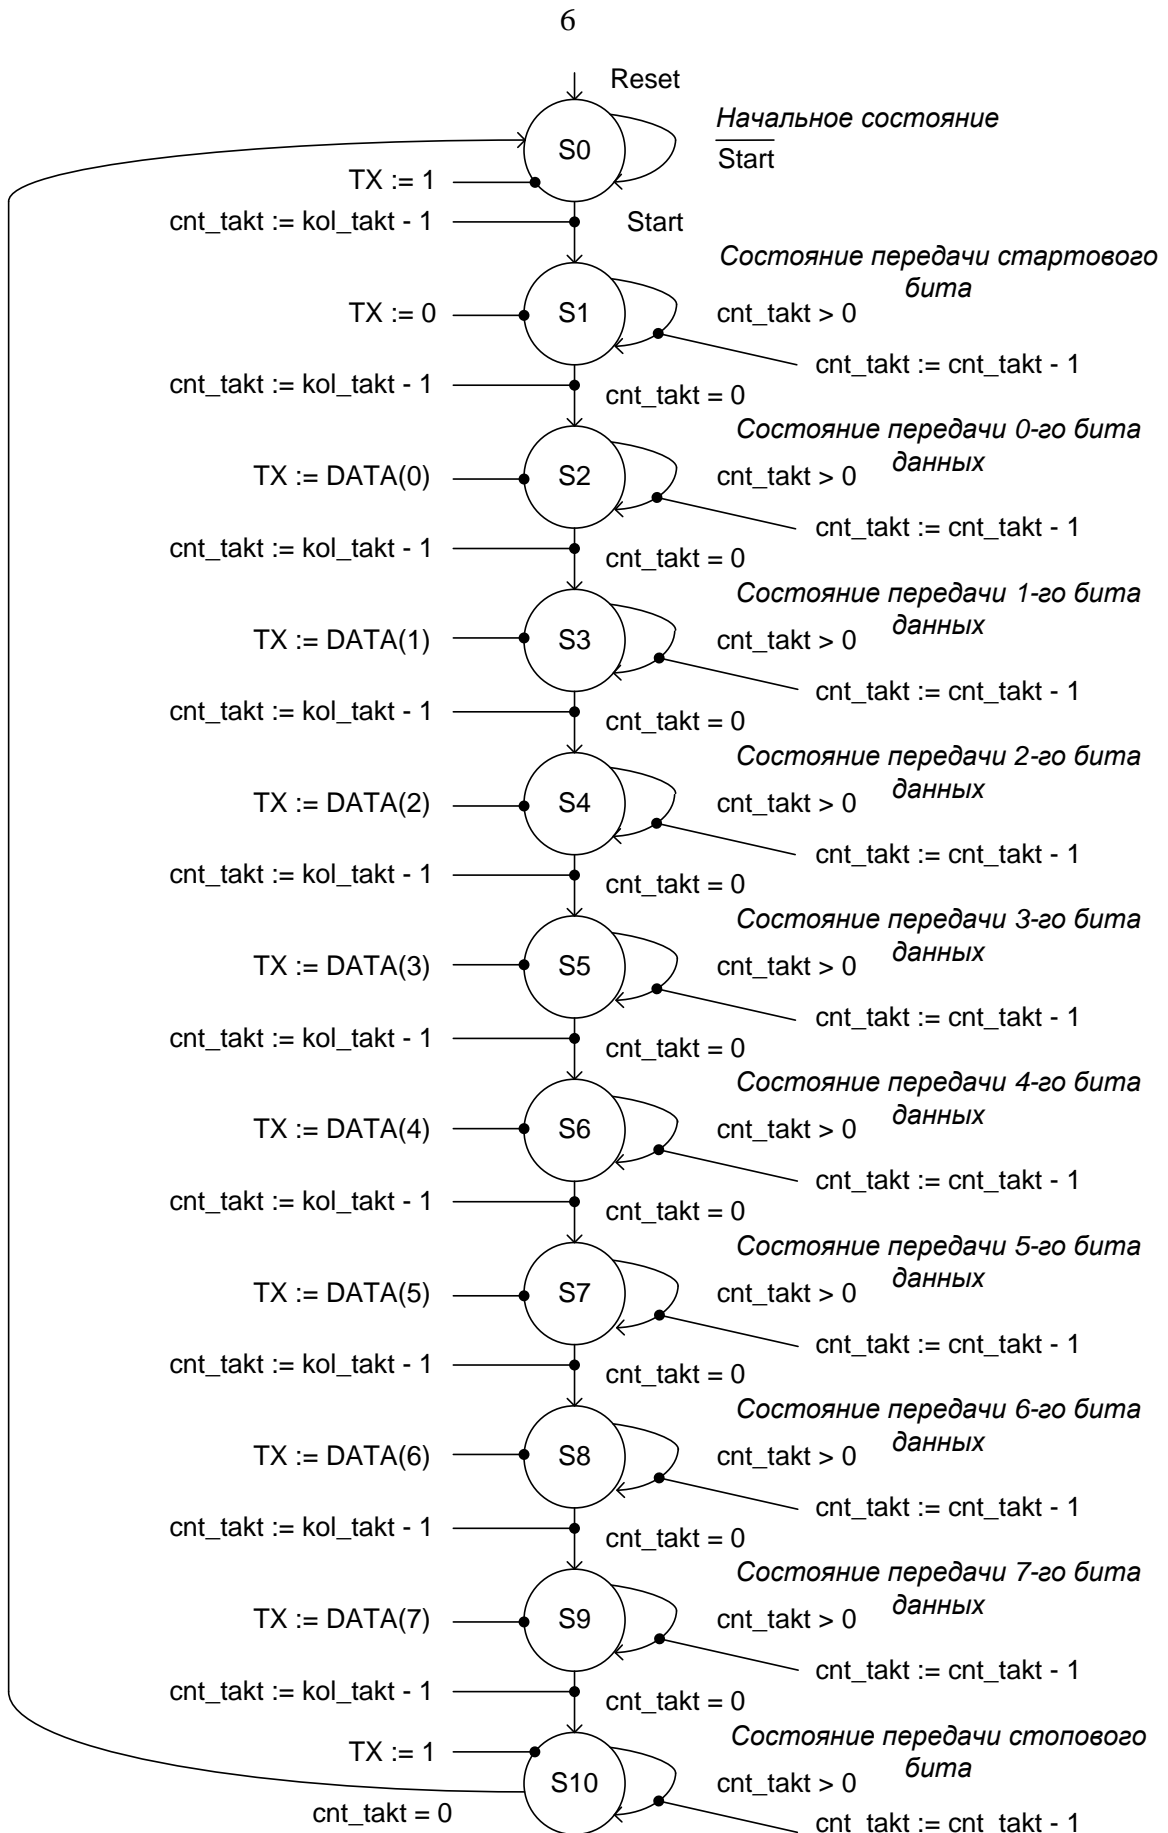 6
Reset
Начальное состояние
S0
Start
TX := 1
cnt_takt := kol_takt - 1
Start
Состояние передачи стартового
бита
TX := 0
S1
cnt_takt > 0
cnt_takt := cnt_takt - 1
cnt_takt := kol_takt - 1
cnt_takt = 0
Состояние передачи 0-го бита
данных
TX := DATA(0)
S2
cnt_takt > 0
cnt_takt := cnt_takt - 1
cnt_takt := kol_takt - 1
cnt_takt = 0
Состояние передачи 1-го бита
данных
TX := DATA(1)
S3
cnt_takt > 0
cnt_takt := cnt_takt - 1
cnt_takt := kol_takt - 1
cnt_takt = 0
Состояние передачи 2-го бита
данных
TX := DATA(2)
S4
cnt_takt > 0
cnt_takt := cnt_takt - 1
cnt_takt := kol_takt - 1
cnt_takt = 0
Состояние передачи 3-го бита
данных
TX := DATA(3)
S5
cnt_takt > 0
cnt_takt := cnt_takt - 1
cnt_takt := kol_takt - 1
cnt_takt = 0
Состояние передачи 4-го бита
данных
TX := DATA(4)
S6
cnt_takt > 0
cnt_takt := cnt_takt - 1
cnt_takt := kol_takt - 1
cnt_takt = 0
Состояние передачи 5-го бита
данных
TX := DATA(5)
S7
cnt_takt > 0
cnt_takt := cnt_takt - 1
cnt_takt := kol_takt - 1
cnt_takt = 0
Состояние передачи 6-го бита
данных
TX := DATA(6)
S8
cnt_takt > 0
cnt_takt := cnt_takt - 1
cnt_takt := kol_takt - 1
cnt_takt = 0
Состояние передачи 7-го бита
данных
TX := DATA(7)
S9
cnt_takt > 0
cnt_takt := cnt_takt - 1
cnt_takt := kol_takt - 1
cnt_takt = 0
Состояние передачи стопового
бита
TX := 1
S10
cnt_takt > 0
cnt_takt = 0
cnt_takt := cnt_takt - 1